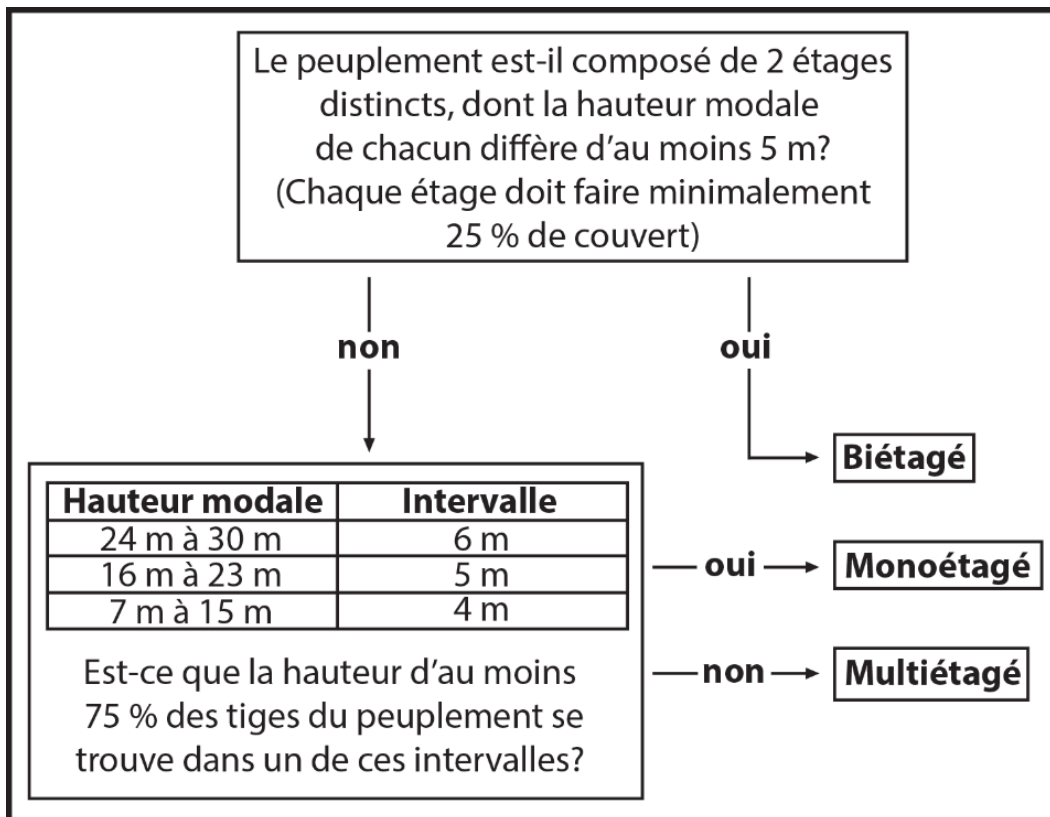 Le peuplement est-il composé de 2 étages
distincts, dont la hauteur modale
de chacun diffère d'au moins 5 m?
(Chaque étage doit faire minimalement
25 % de couvert)
non
oui
Biétagé
Hauteur modale Intervalle
24 m à 30 m 6 m
16 m à 23 m 5 m
7 m à 15 m 4 m
Est-ce que la hauteur d'au moins
75 % des tiges du peuplement se
trouve dans un de ces intervalles?
oui
Monoétagé
non
Multiétagé